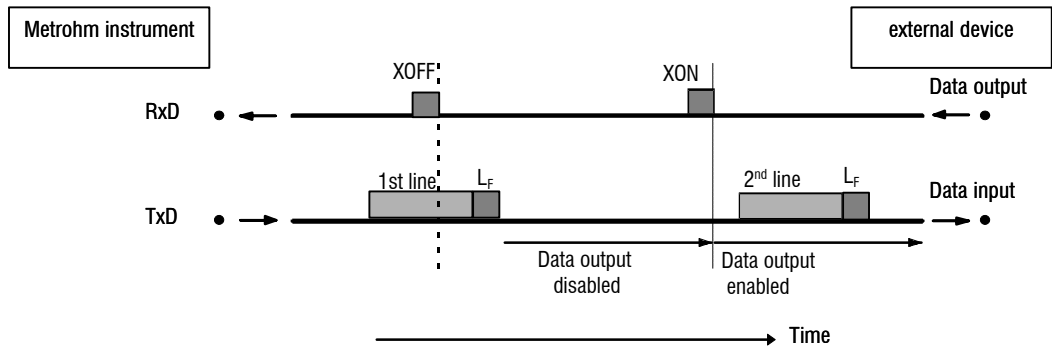 Metrohm instrument
external device
XOFF
XON
Data output
RxD
1st line
LF
2nd line
LF
Data input
TxD
Data output
disabled
Data output
enabled
Time